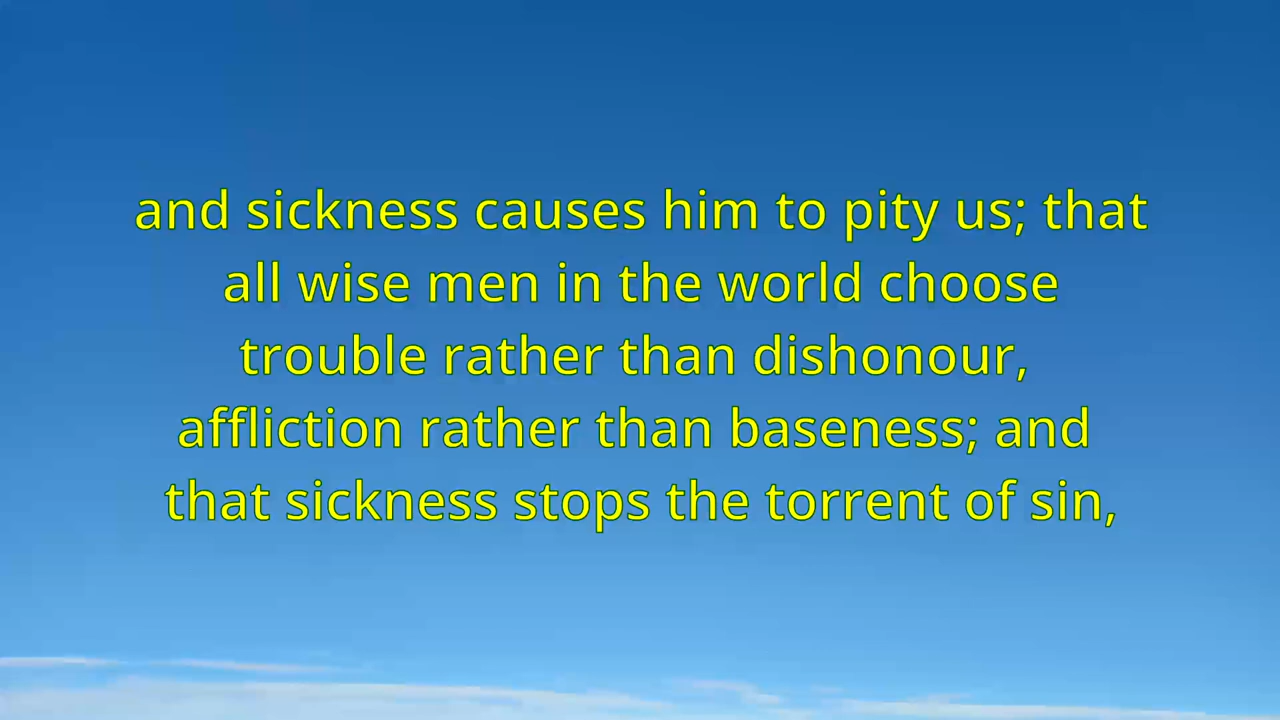 and sickness causes him to pity us; that
all wise men in the world choose
trouble rather than dishonour,
affliction rather than baseness; and
that sickness stops the torrent of sin,